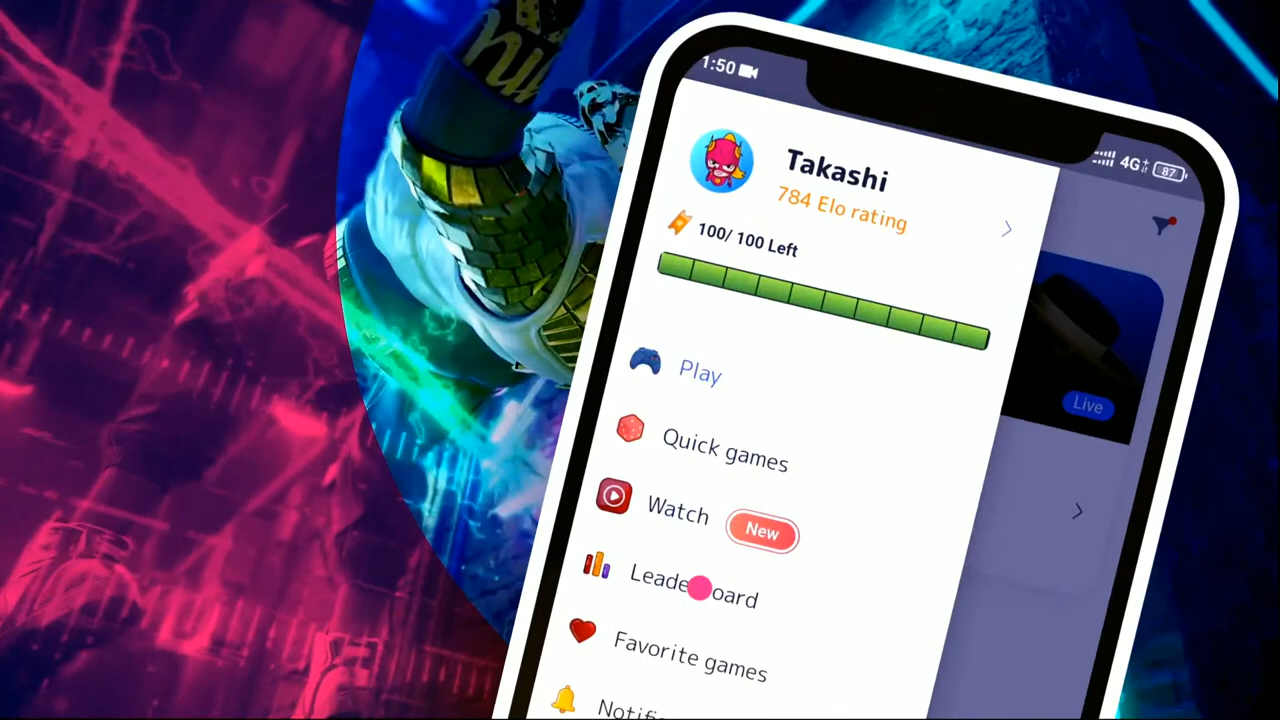 1:50
4G+
87
Takashi
784 Elo rating
100/ 100 Left
Live
Play
Quick games
Watch
New
Favorite games